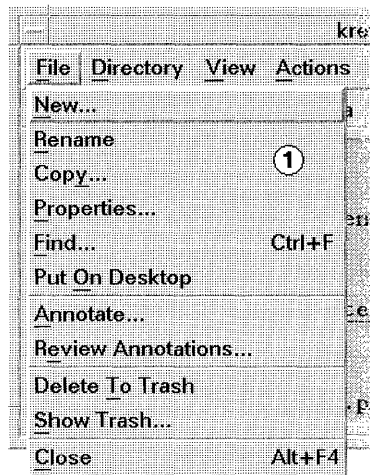 kre
File Directory View Actions
New...
Rename
①
Copy...
Properties...
Find... Ctrl+F
Put On Desktop
Annotate...
Review Annotations...
Delete To Trash
Show Trash...
Close Alt+F4